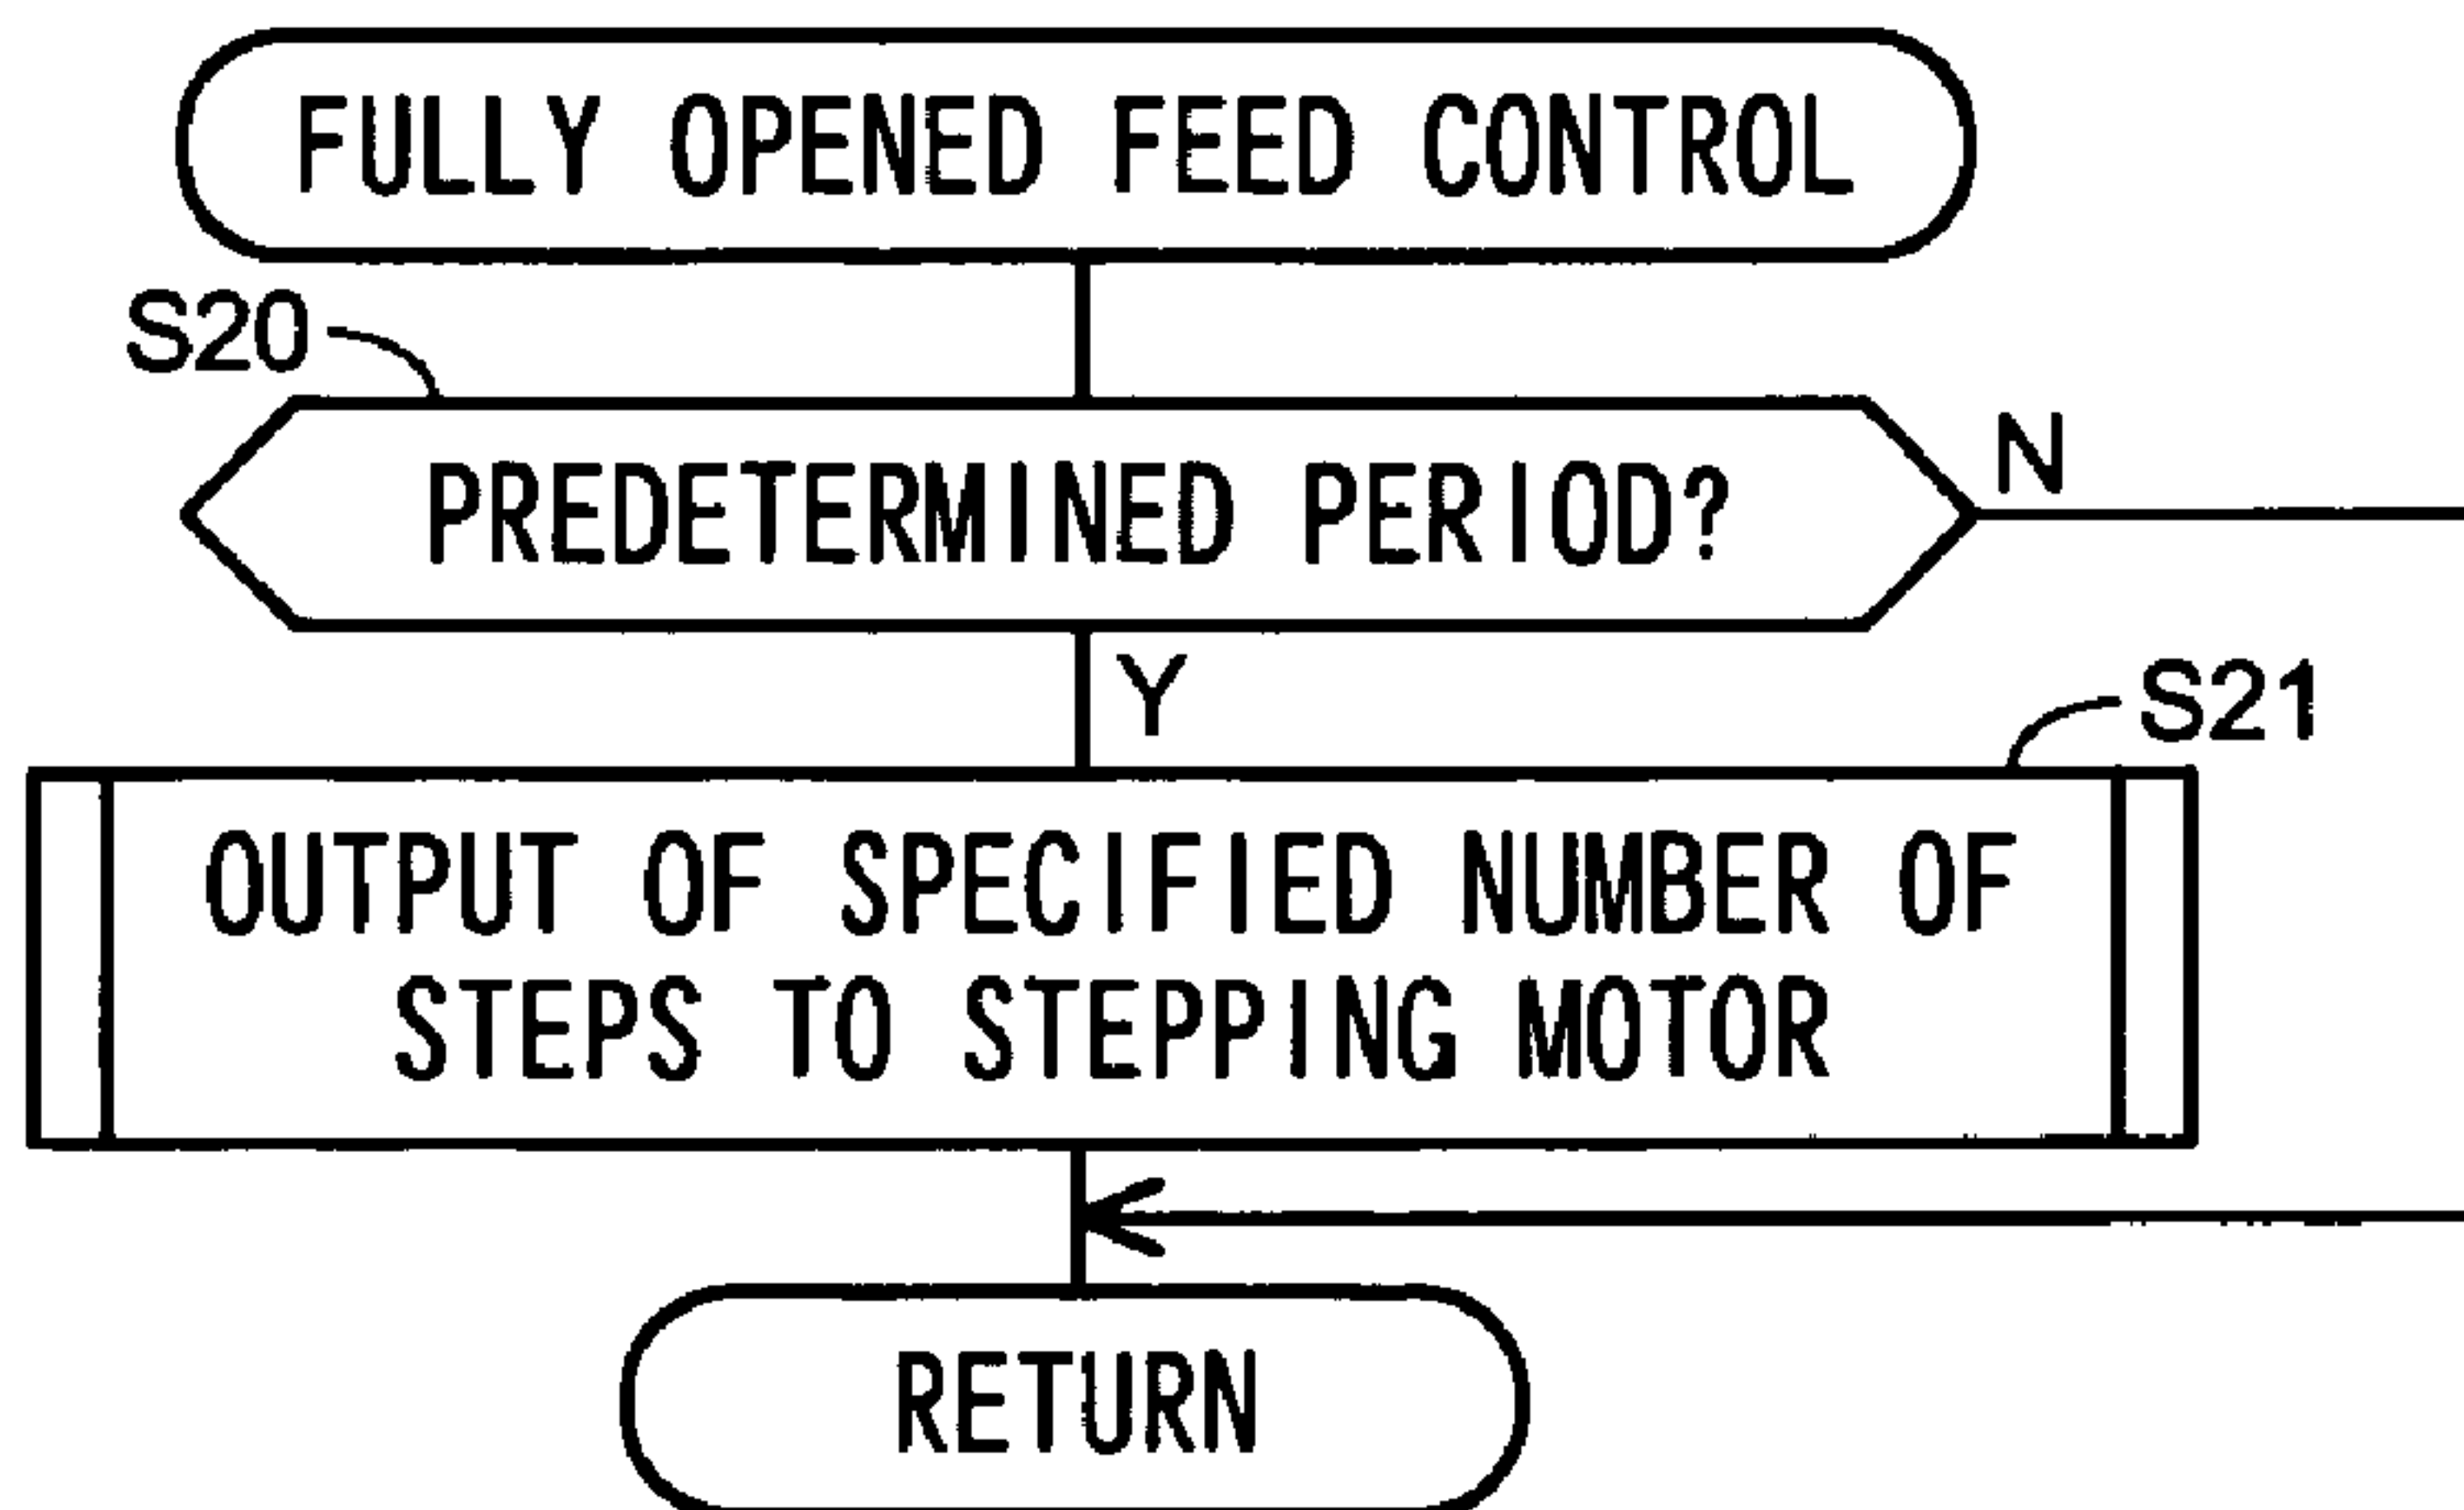 FULLY OPENED FEED CONTROL
S20
PREDETERMINED PERIOD?
N
Y
S21
OUTPUT OF SPECIFIED NUMBER OF
STEPS TO STEPPING MOTOR
RETURN